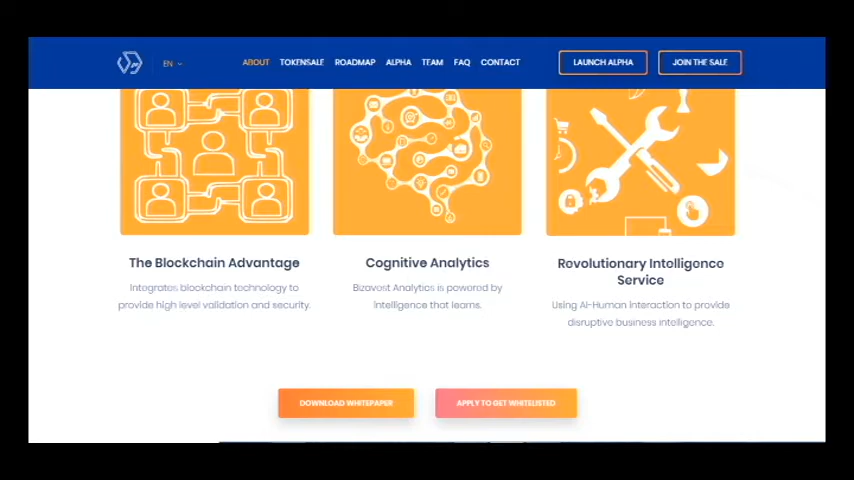 EN
ABOUT TOKENSALE ROADMAP ALPHA TEAM FAQ CONTACT
LAUNCH ALPHA
JOIN THE SALE
The Blockchain Advantage
Integrates blockchain technology to
provide high level validation and security.
Cognitive Analytics
Bizavest Analytics is powered by
intelligence that learns.
Revolutionary Intelligence
Service
Using AI-Human Interaction to provide
disruptive business intelligence.
DOWNLOAD WHITEPAPER
APPLY TO GET WHITELISTED